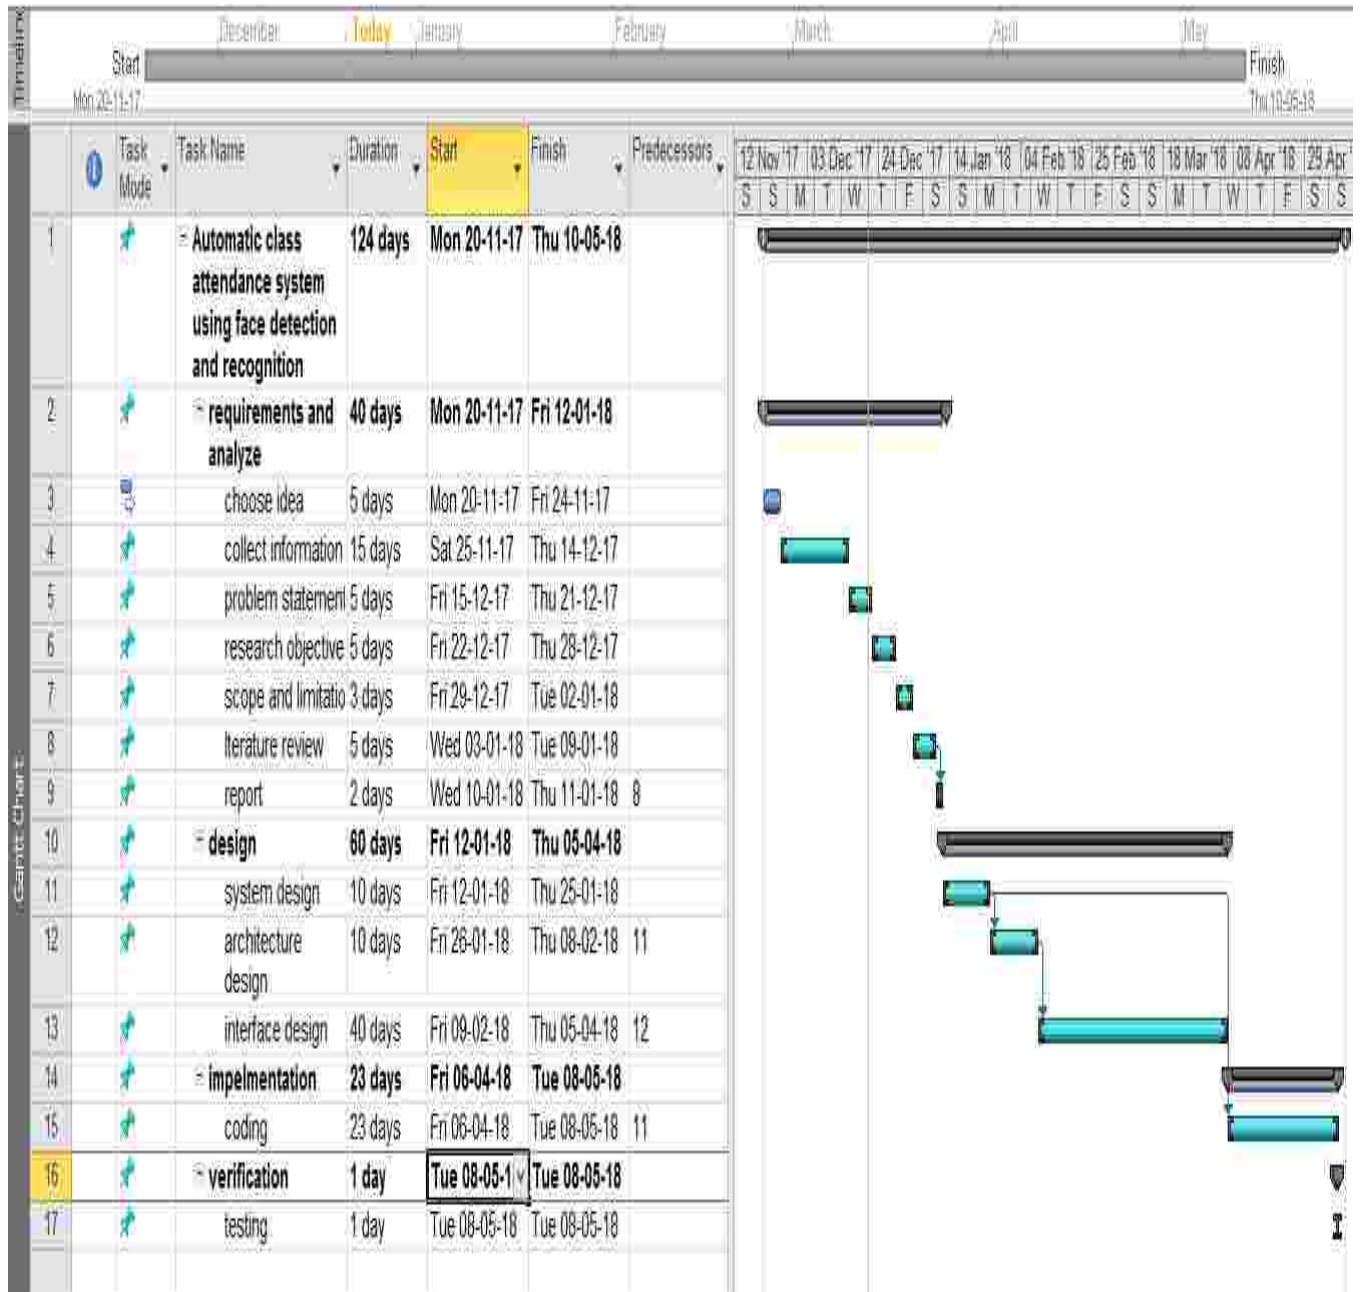 December Today January February March April May
Timeline
Start
Finish
Mon 20-11-17
Thu 10-05-18
Task Mode Task Name Duration Start Finish Predecessors
12 Nov '17 03 Dec '17 24 Dec '17 14 Jan '18 04 Feb '18 25 Feb '18 18 Mar '18 08 Apr '18 29 Apr '
S S M T W T F S S M T W T F S S M T W T F S S
1 Automatic class 124 days Mon 20-11-17 Thu 10-05-18
attendance system
using face detection
and recognition
2 requirements and 40 days Mon 20-11-17 Fri 12-01-18
analyze
3 choose idea 5 days Mon 20-11-17 Fri 24-11-17
4 collect information 15 days Sat 25-11-17 Thu 14-12-17
5 problem statement 5 days Fri 15-12-17 Thu 21-12-17
6 research objective 5 days Fri 22-12-17 Thu 28-12-17
7 scope and limitatio 3 days Fri 29-12-17 Tue 02-01-18
8 lterature review 5 days Wed 03-01-18 Tue 09-01-18
9 report 2 days Wed 10-01-18 Thu 11-01-18 8
10 design 60 days Fri 12-01-18 Thu 05-04-18
11 system design 10 days Fri 12-01-18 Thu 25-01-18
12 architecture 10 days Fri 26-01-18 Thu 08-02-18 11
design
13 interface design 40 days Fri 09-02-18 Thu 05-04-18 12
14 impelmentation 23 days Fri 06-04-18 Tue 08-05-18
15 coding 23 days Fri 06-04-18 Tue 08-05-18 11
16 verification 1 day Tue 08-05-1 Tue 08-05-18
17 testing 1 day Tue 08-05-18 Tue 08-05-18
Gantt Chart